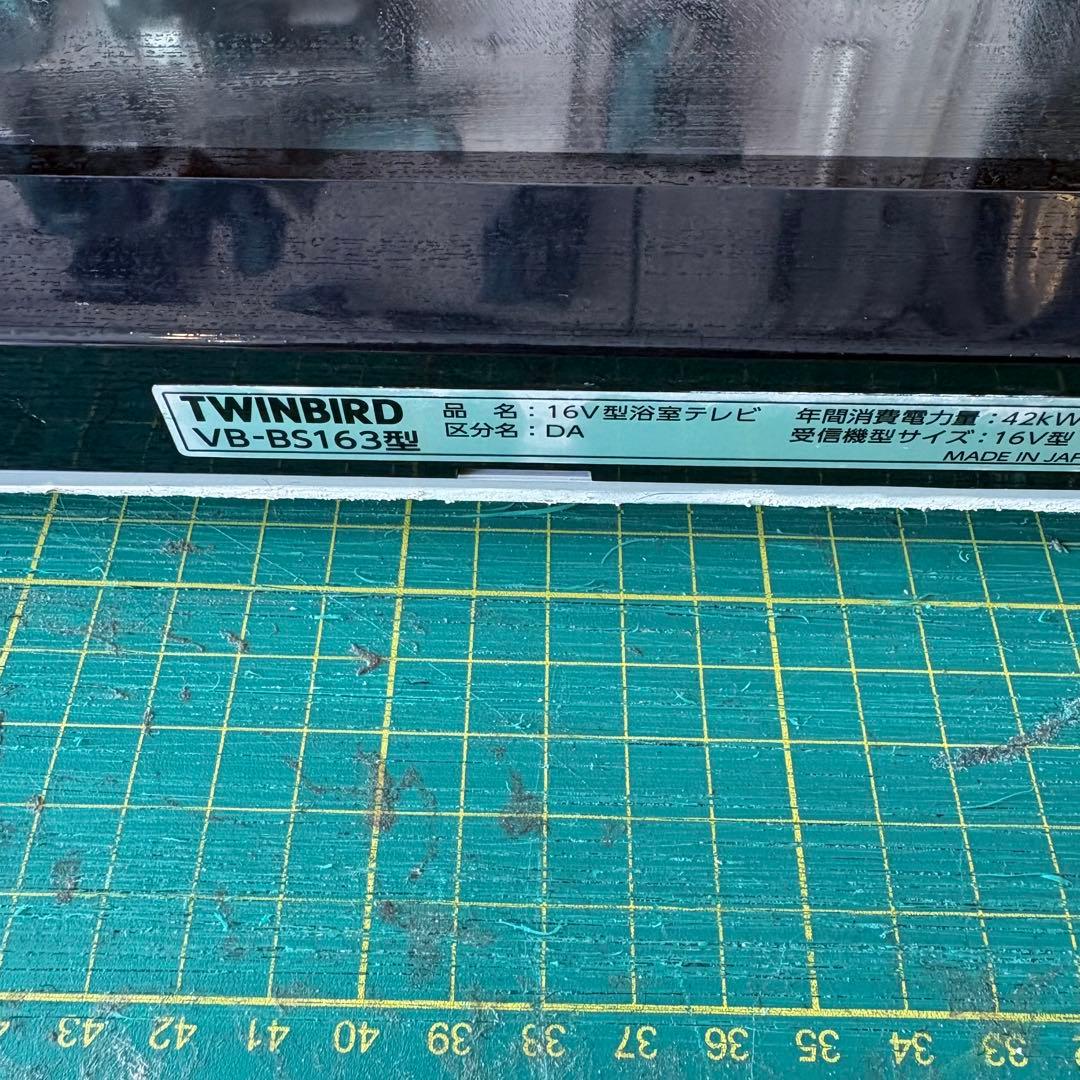 TWINBIRD
VB-BS163型
品 名：16V型浴室テレビ
区分名：DA
年間消費電力量：42kW
受信機型サイズ：16V型
MADE IN JAP
43 42 41 40 39 38 37 36 35 34 33